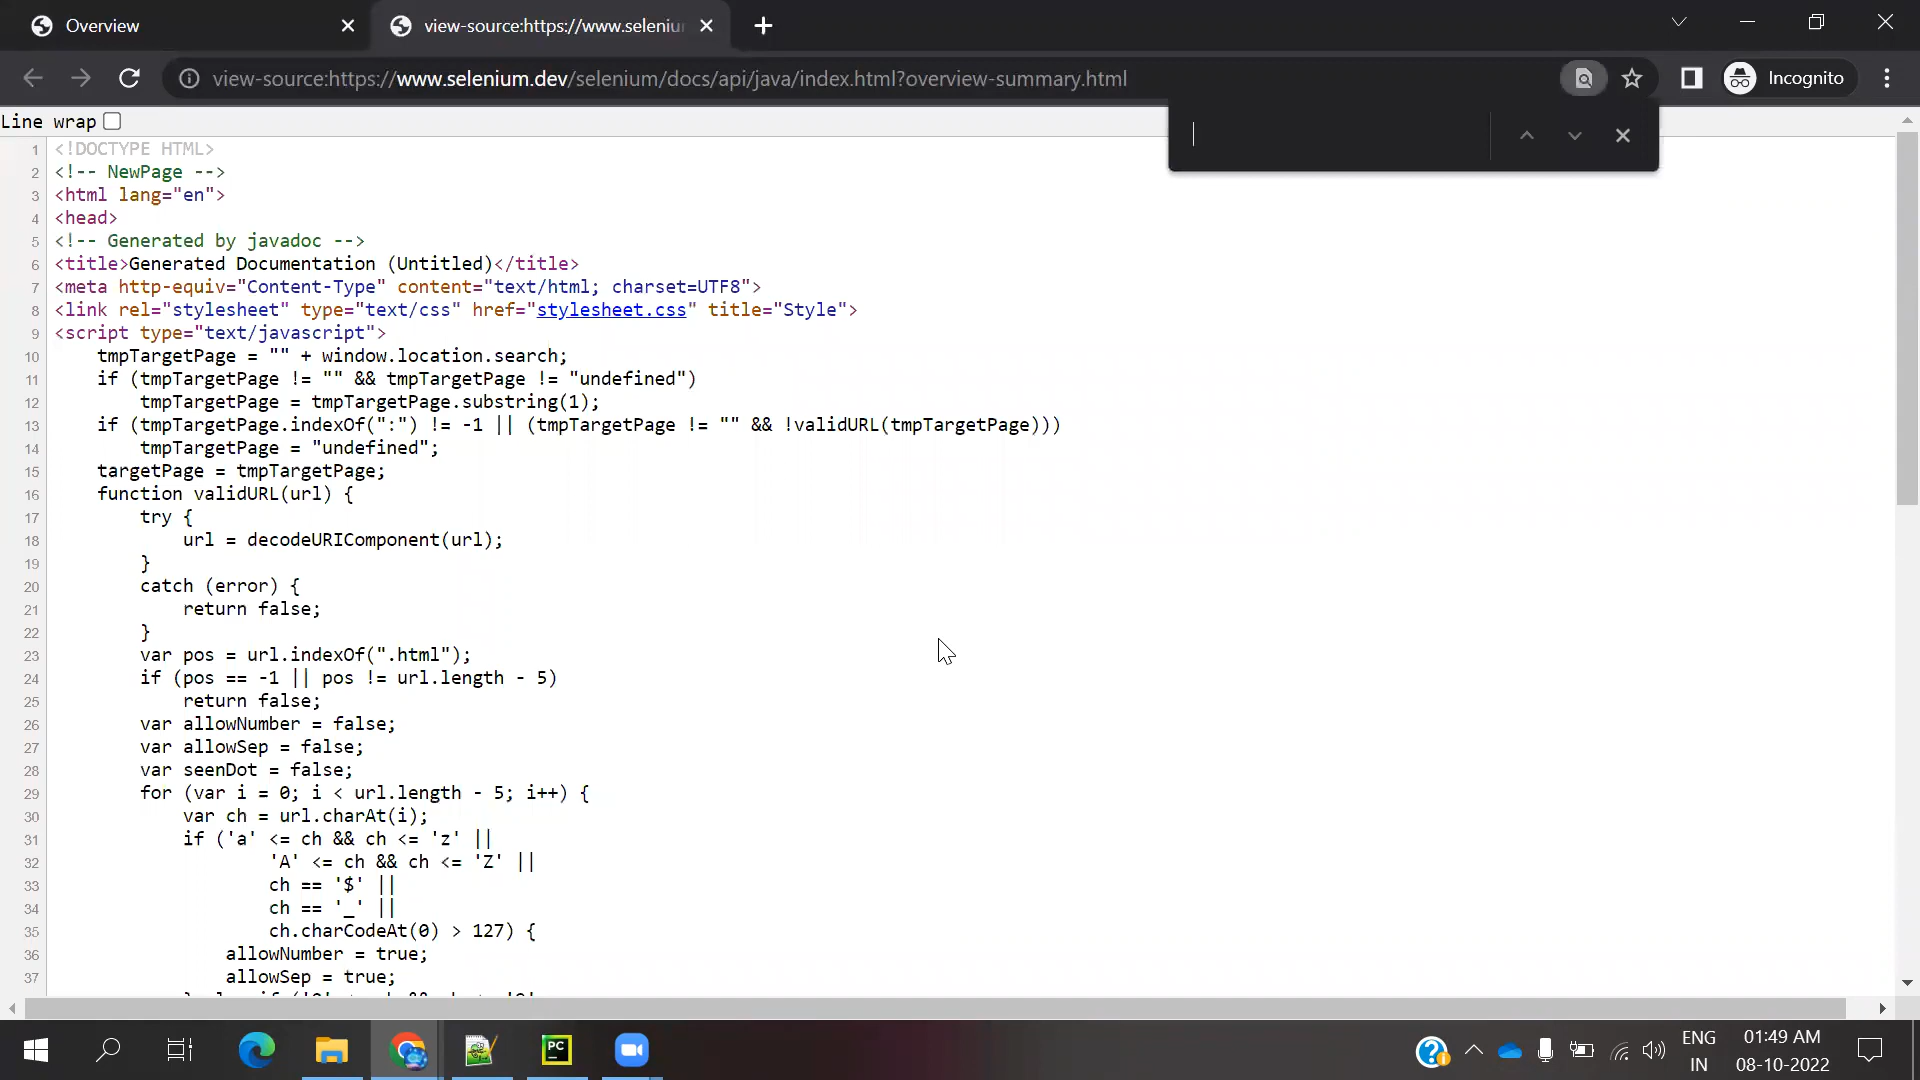 Overview
view-source:https://www.seleniu
view-source:https://www.selenium.dev/selenium/docs/api/java/index.html?overview-summary.html
Incognito
Line wrap
1 <!DOCTYPE HTML>
2 <!-- NewPage -->
3 <html lang="en">
4 <head>
5 <!-- Generated by javadoc -->
6 <title>Generated Documentation (Untitled)</title>
7 <meta http-equiv="Content-Type" content="text/html; charset=UTF8">
8 <link rel="stylesheet" type="text/css" href="stylesheet.css" title="Style">
9 <script type="text/javascript">
10 tmpTargetPage = "" + window.location.search;
11 if (tmpTargetPage != "" && tmpTargetPage != "undefined")
12 tmpTargetPage = tmpTargetPage.substring(1);
13 if (tmpTargetPage.indexOf(":") != -1 || (tmpTargetPage != "" && !validURL(tmpTargetPage)))
14 tmpTargetPage = "undefined";
15 targetPage = tmpTargetPage;
16 function validURL(url) {
17 try {
18 url = decodeURIComponent(url);
19 }
20 catch (error) {
21 return false;
22 }
23 var pos = url.indexOf(".html");
24 if (pos == -1 || pos != url.length - 5)
25 return false;
26 var allowNumber = false;
27 var allowSep = false;
28 var seenDot = false;
29 for (var i = 0; i < url.length - 5; i++) {
30 var ch = url.charAt(i);
31 if ('a' <= ch && ch <= 'z' ||
32 'A' <= ch && ch <= 'Z' ||
33 ch == '$' ||
34 ch == '_' ||
35 ch.charCodeAt(0) > 127) {
36 allowNumber = true;
37 allowSep = true;
PC
ENG
IN
01:49 AM
08-10-2022